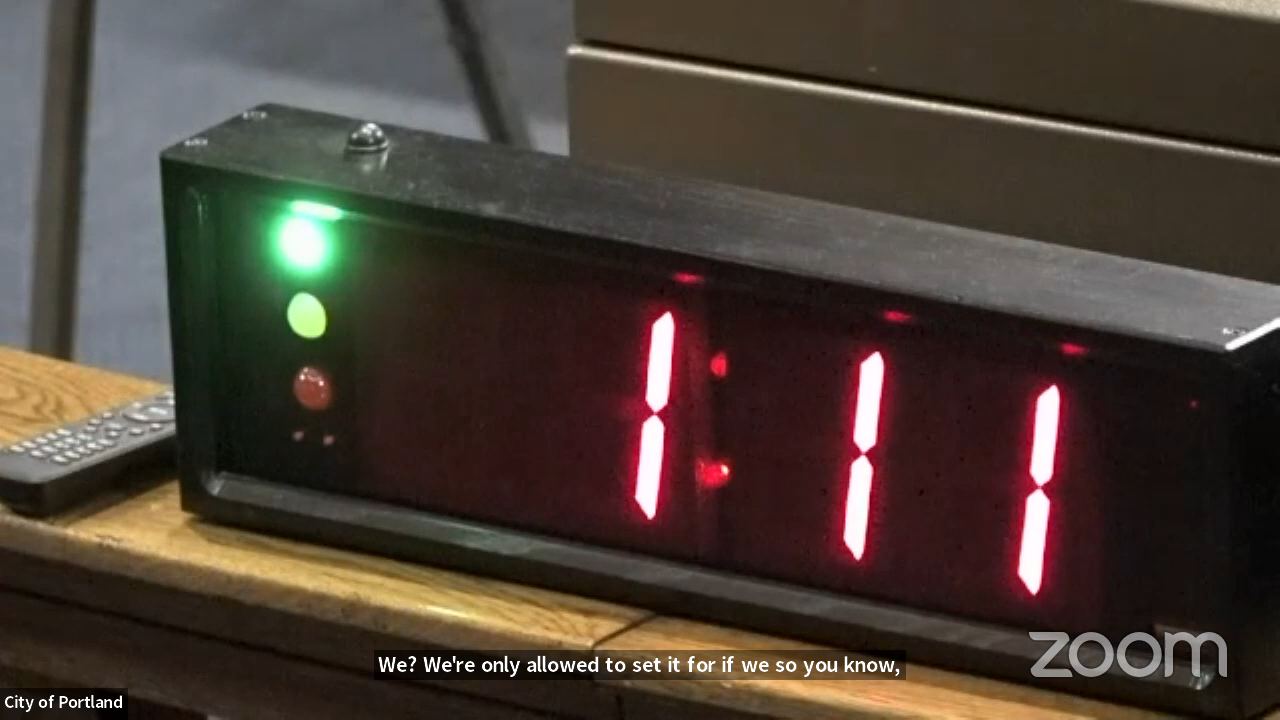 1:11
zoom
We? We're only allowed to set it for if we so you know,
City of Portland